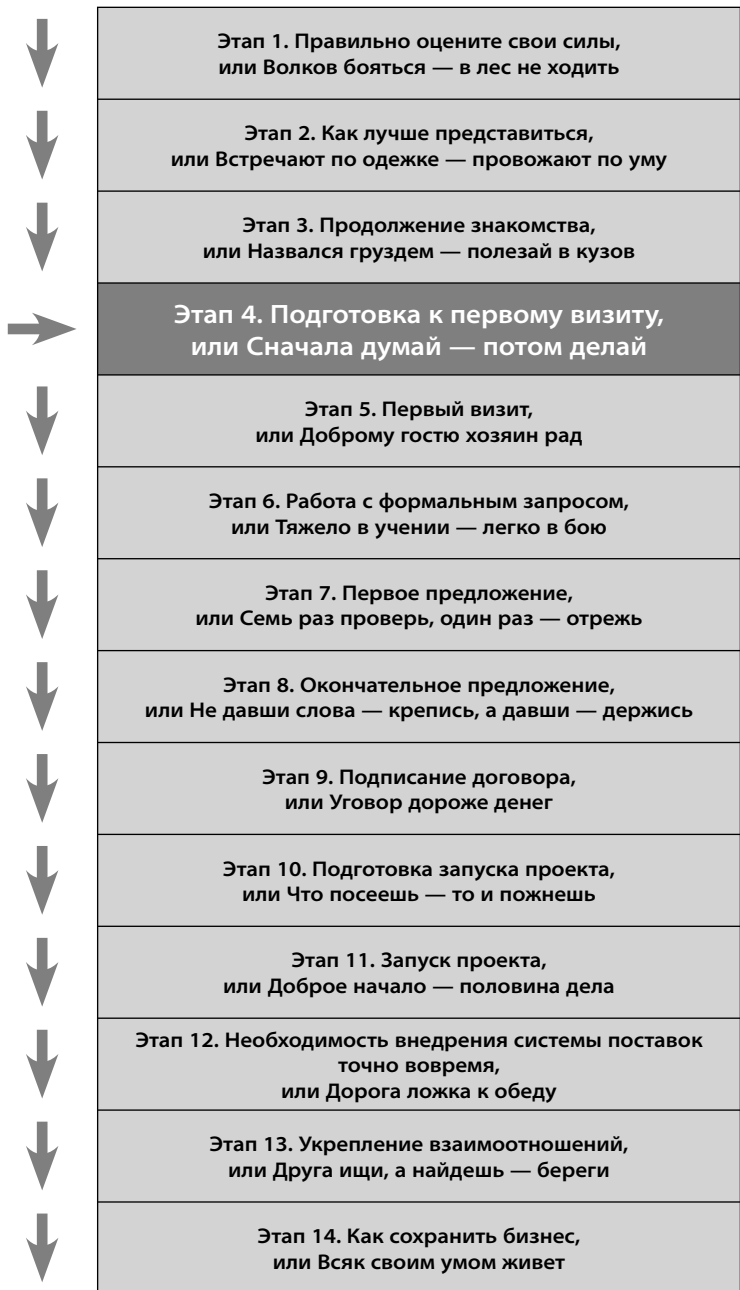 Этап 1. Правильно оцените свои силы,
или Волков бояться — в лес не ходить
Этап 2. Как лучше представиться,
или Встречают по одежке — провожают по уму
Этап 3. Продолжение знакомства,
или Назвался груздем — полезай в кузов
Этап 4. Подготовка к первому визиту,
или Сначала думай — потом делай
Этап 5. Первый визит,
или Доброму гостю хозяин рад
Этап 6. Работа с формальным запросом,
или Тяжело в учении — легко в бою
Этап 7. Первое предложение,
или Семь раз проверь, один раз — отрежь
Этап 8. Окончательное предложение,
или Не давши слова — крепись, а давши — держись
Этап 9. Подписание договора,
или Уговор дороже денег
Этап 10. Подготовка запуска проекта,
или Что посеешь — то и пожнешь
Этап 11. Запуск проекта,
или Доброе начало — половина дела
Этап 12. Необходимость внедрения системы поставок
точно вовремя,
или Дорога ложка к обеду
Этап 13. Укрепление взаимоотношений,
или Друга ищи, а найдешь — береги
Этап 14. Как сохранить бизнес,
или Всяк своим умом живет